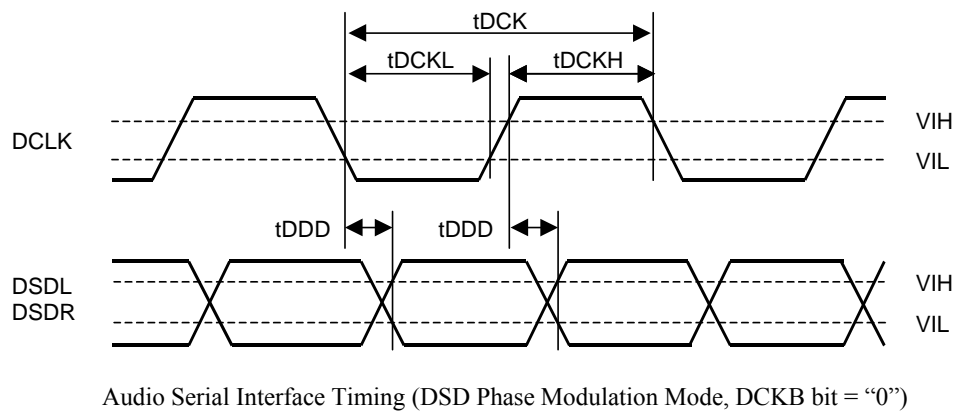 tDCK
tDCKL
tDCKH
DCLK
VIH
VIL
tDDD
tDDD
DSDL
DSDR
VIH
VIL
Audio Serial Interface Timing (DSD Phase Modulation Mode, DCKB bit = “0”)